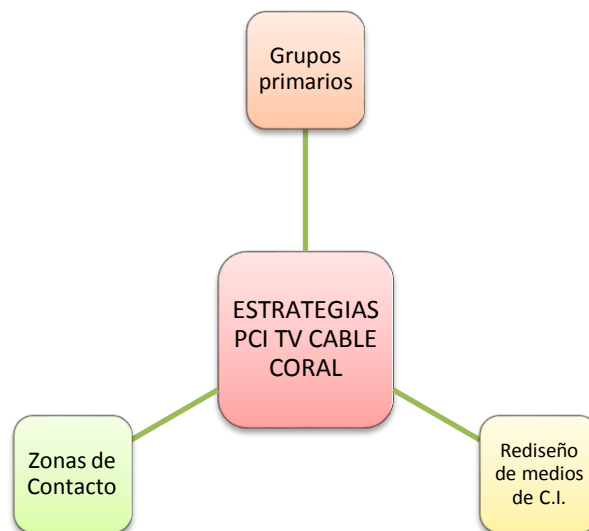 Grupos
primarios
ESTRATEGIAS
PCI TV CABLE
CORAL
Zonas de
Contacto
Rediseño
de medios
de C.I.